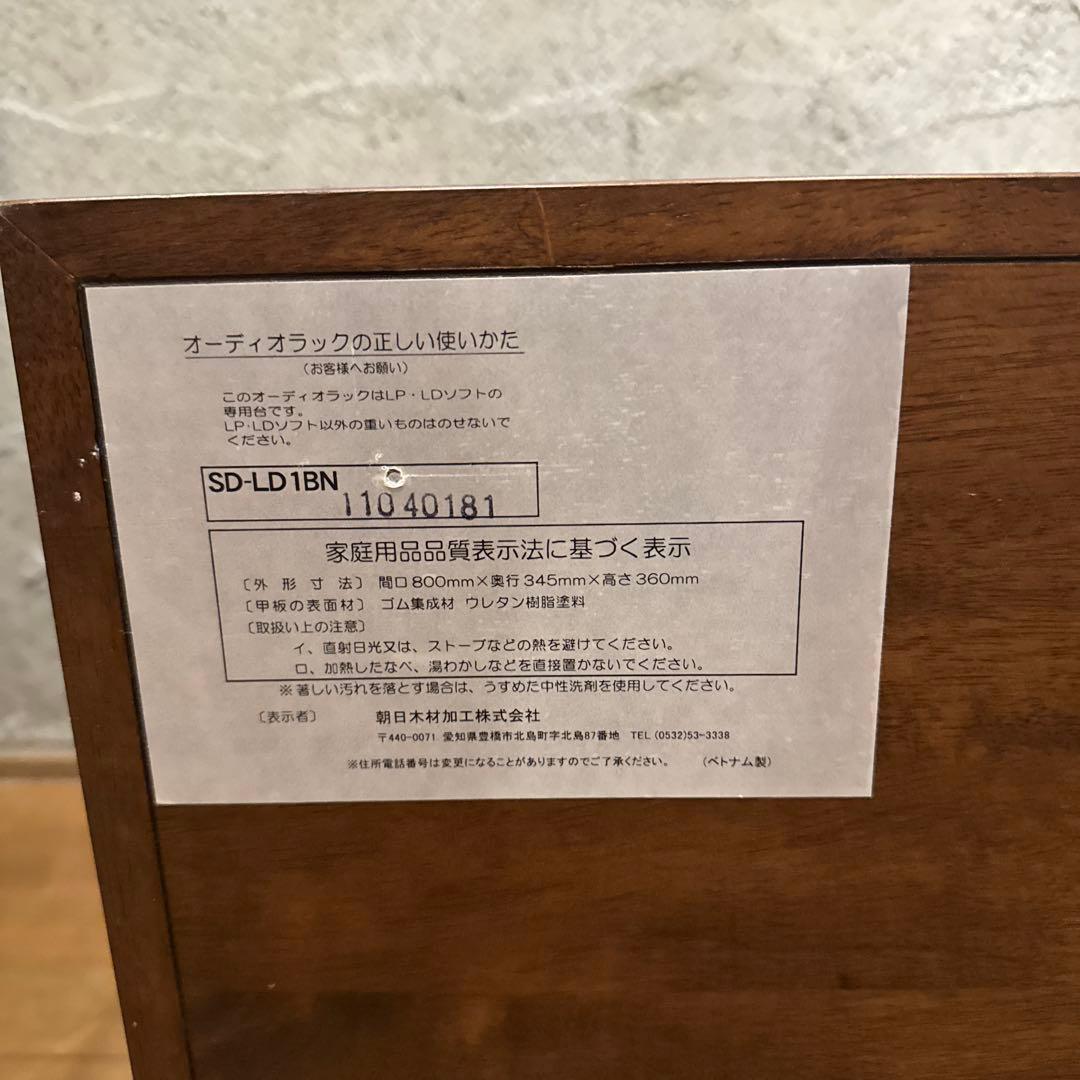 オーディオラックの正しい使いかた
(お客様へお願い)
このオーディオラックはLP・LDソフトの
専用台です。
LP・LDソフト以外の重いものはのせないで
ください。
SD-LD1BN
11040181
家庭用品品質表示法に基づく表示
〔外形寸法〕 間口800mm×奥行345mm×高さ360mm
〔甲板の表面材〕 ゴム集成材 ウレタン樹脂塗料
〔取扱い上の注意〕
イ、直射日光又は、ストーブなどの熱を避けてください。
ロ、加熱したなべ、湯わかしなどを直接置かないでください。
※著しい汚れを落とす場合は、うすめた中性洗剤を使用してください。
〔表示者〕 朝日木材加工株式会社
〒440-0071 愛知県豊橋市北島町字北島87番地 TEL (0532)53-3338
※住所電話番号は変更になることがありますのでご了承ください。 (ベトナム製)